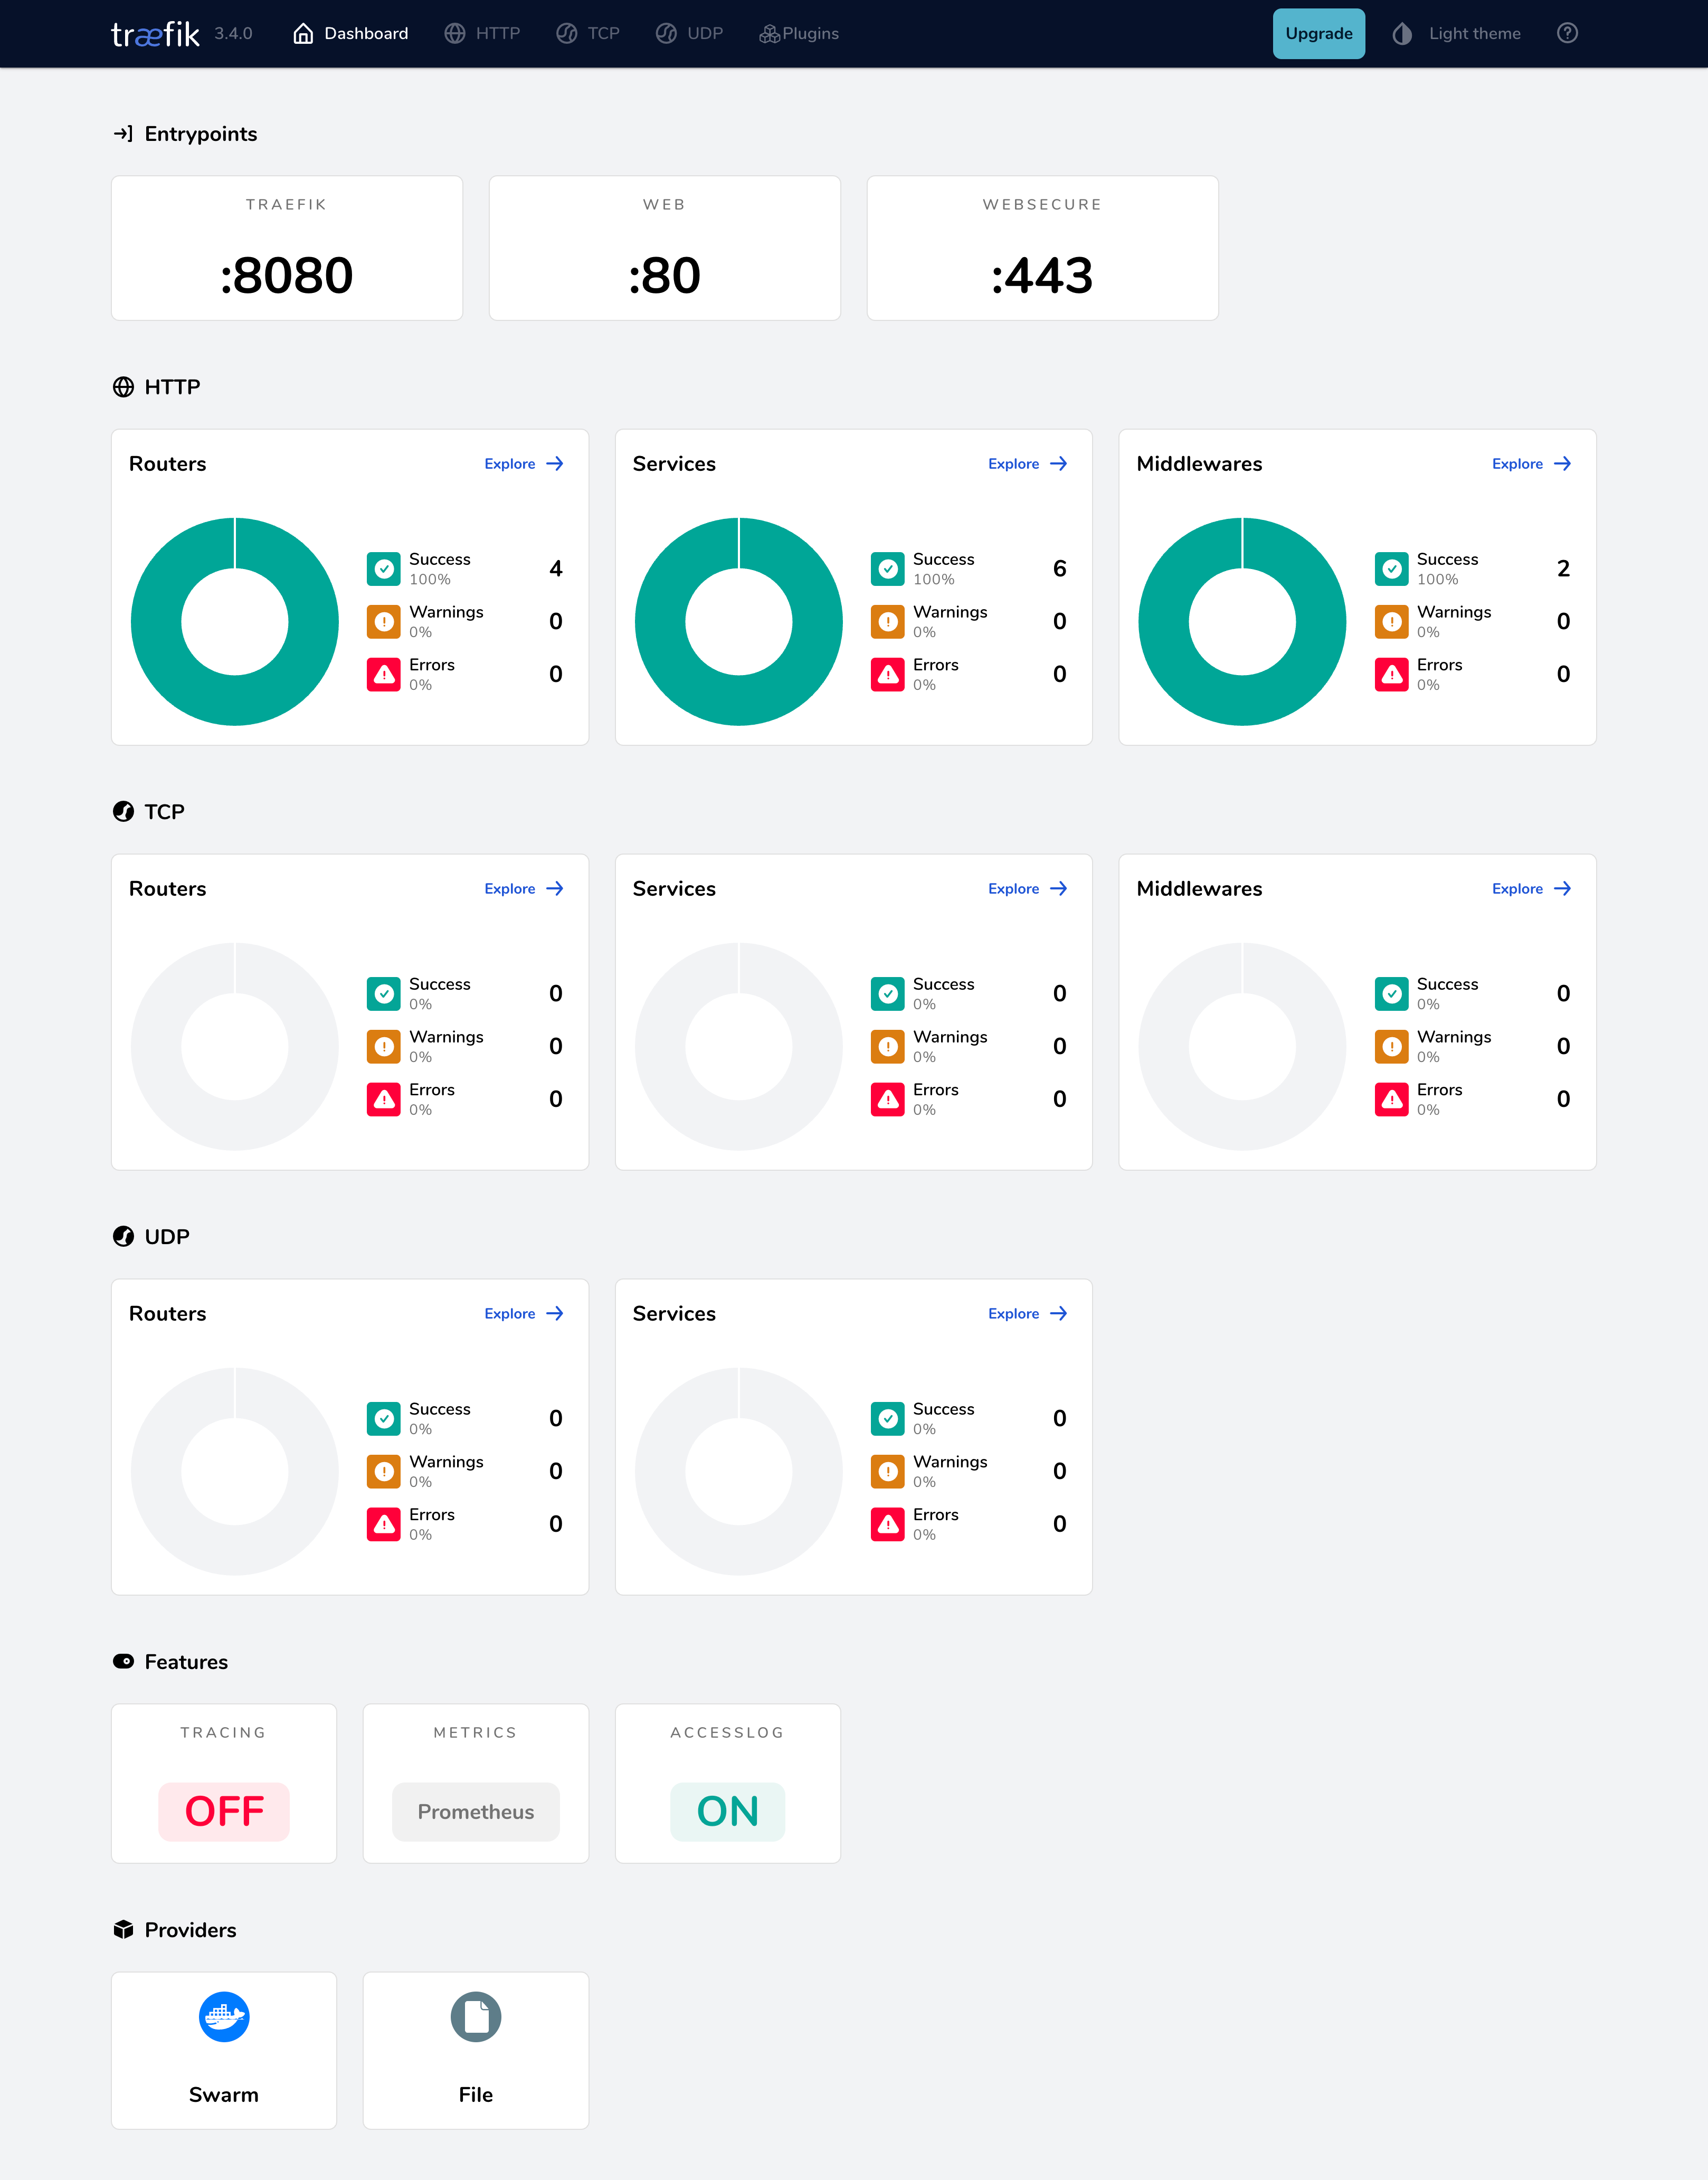 træfik 3.4.0 Dashboard HTTP TCP UDP Plugins Upgrade Light theme
Entrypoints
TRAEFIK
:8080
WEB
:80
WEBSECURE
:443
HTTP
Routers Explore
Success 4
100%
Warnings 0
0%
Errors 0
0%
Services Explore
Success 6
100%
Warnings 0
0%
Errors 0
0%
Middlewares Explore
Success 2
100%
Warnings 0
0%
Errors 0
0%
TCP
Routers Explore
Success 0
0%
Warnings 0
0%
Errors 0
0%
Services Explore
Success 0
0%
Warnings 0
0%
Errors 0
0%
Middlewares Explore
Success 0
0%
Warnings 0
0%
Errors 0
0%
UDP
Routers Explore
Success 0
0%
Warnings 0
0%
Errors 0
0%
Services Explore
Success 0
0%
Warnings 0
0%
Errors 0
0%
Features
TRACING
OFF
METRICS
Prometheus
ACCESSLOG
ON
Providers
Swarm
File